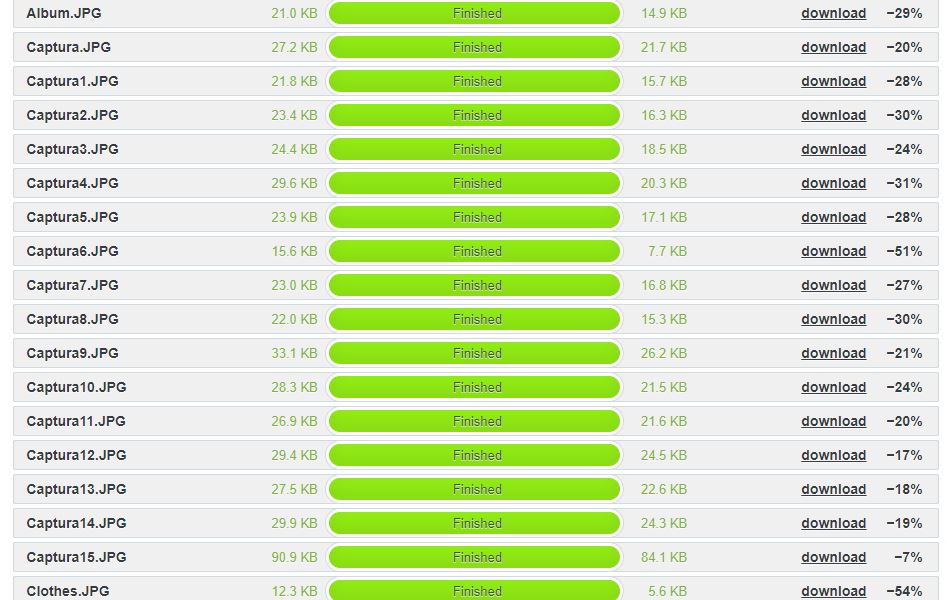 Album.JPG 21.0 KB Finished 14.9 KB download −29%
Captura.JPG 27.2 KB Finished 21.7 KB download −20%
Captura1.JPG 21.8 KB Finished 15.7 KB download −28%
Captura2.JPG 23.4 KB Finished 16.3 KB download −30%
Captura3.JPG 24.4 KB Finished 18.5 KB download −24%
Captura4.JPG 29.6 KB Finished 20.3 KB download −31%
Captura5.JPG 23.9 KB Finished 17.1 KB download −28%
Captura6.JPG 15.6 KB Finished 7.7 KB download −51%
Captura7.JPG 23.0 KB Finished 16.8 KB download −27%
Captura8.JPG 22.0 KB Finished 15.3 KB download −30%
Captura9.JPG 33.1 KB Finished 26.2 KB download −21%
Captura10.JPG 28.3 KB Finished 21.5 KB download −24%
Captura11.JPG 26.9 KB Finished 21.6 KB download −20%
Captura12.JPG 29.4 KB Finished 24.5 KB download −17%
Captura13.JPG 27.5 KB Finished 22.6 KB download −18%
Captura14.JPG 29.9 KB Finished 24.3 KB download −19%
Captura15.JPG 90.9 KB Finished 84.1 KB download −7%
Clothes.JPG 12.3 KB Finished 5.6 KB download −54%